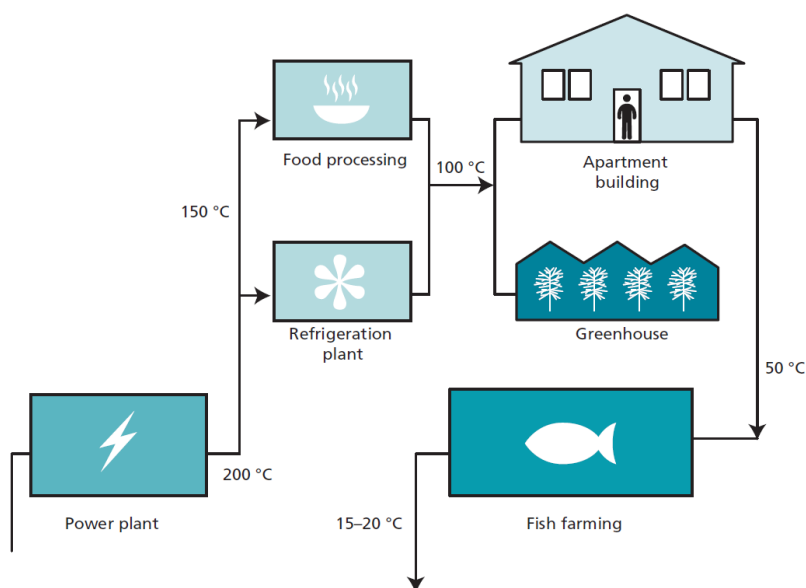 Food processing
100 °C
Apartment
building
150 °C
Refrigeration
plant
Greenhouse
50 °C
200 °C
Power plant
15–20 °C
Fish farming